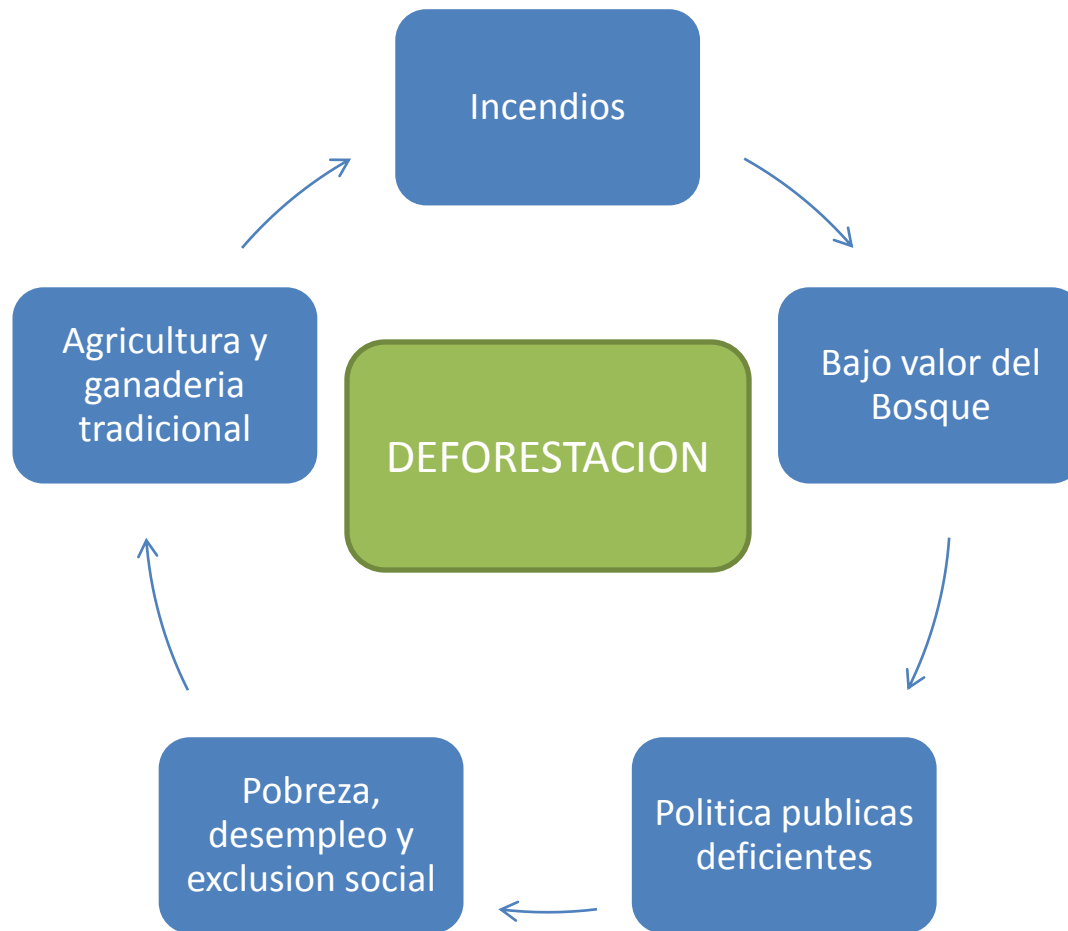 Incendios
Agricultura y
ganaderia
tradicional
Bajo valor del
Bosque
DEFORESTACION
Pobreza,
desempleo y
exclusion social
Politica publicas
deficientes